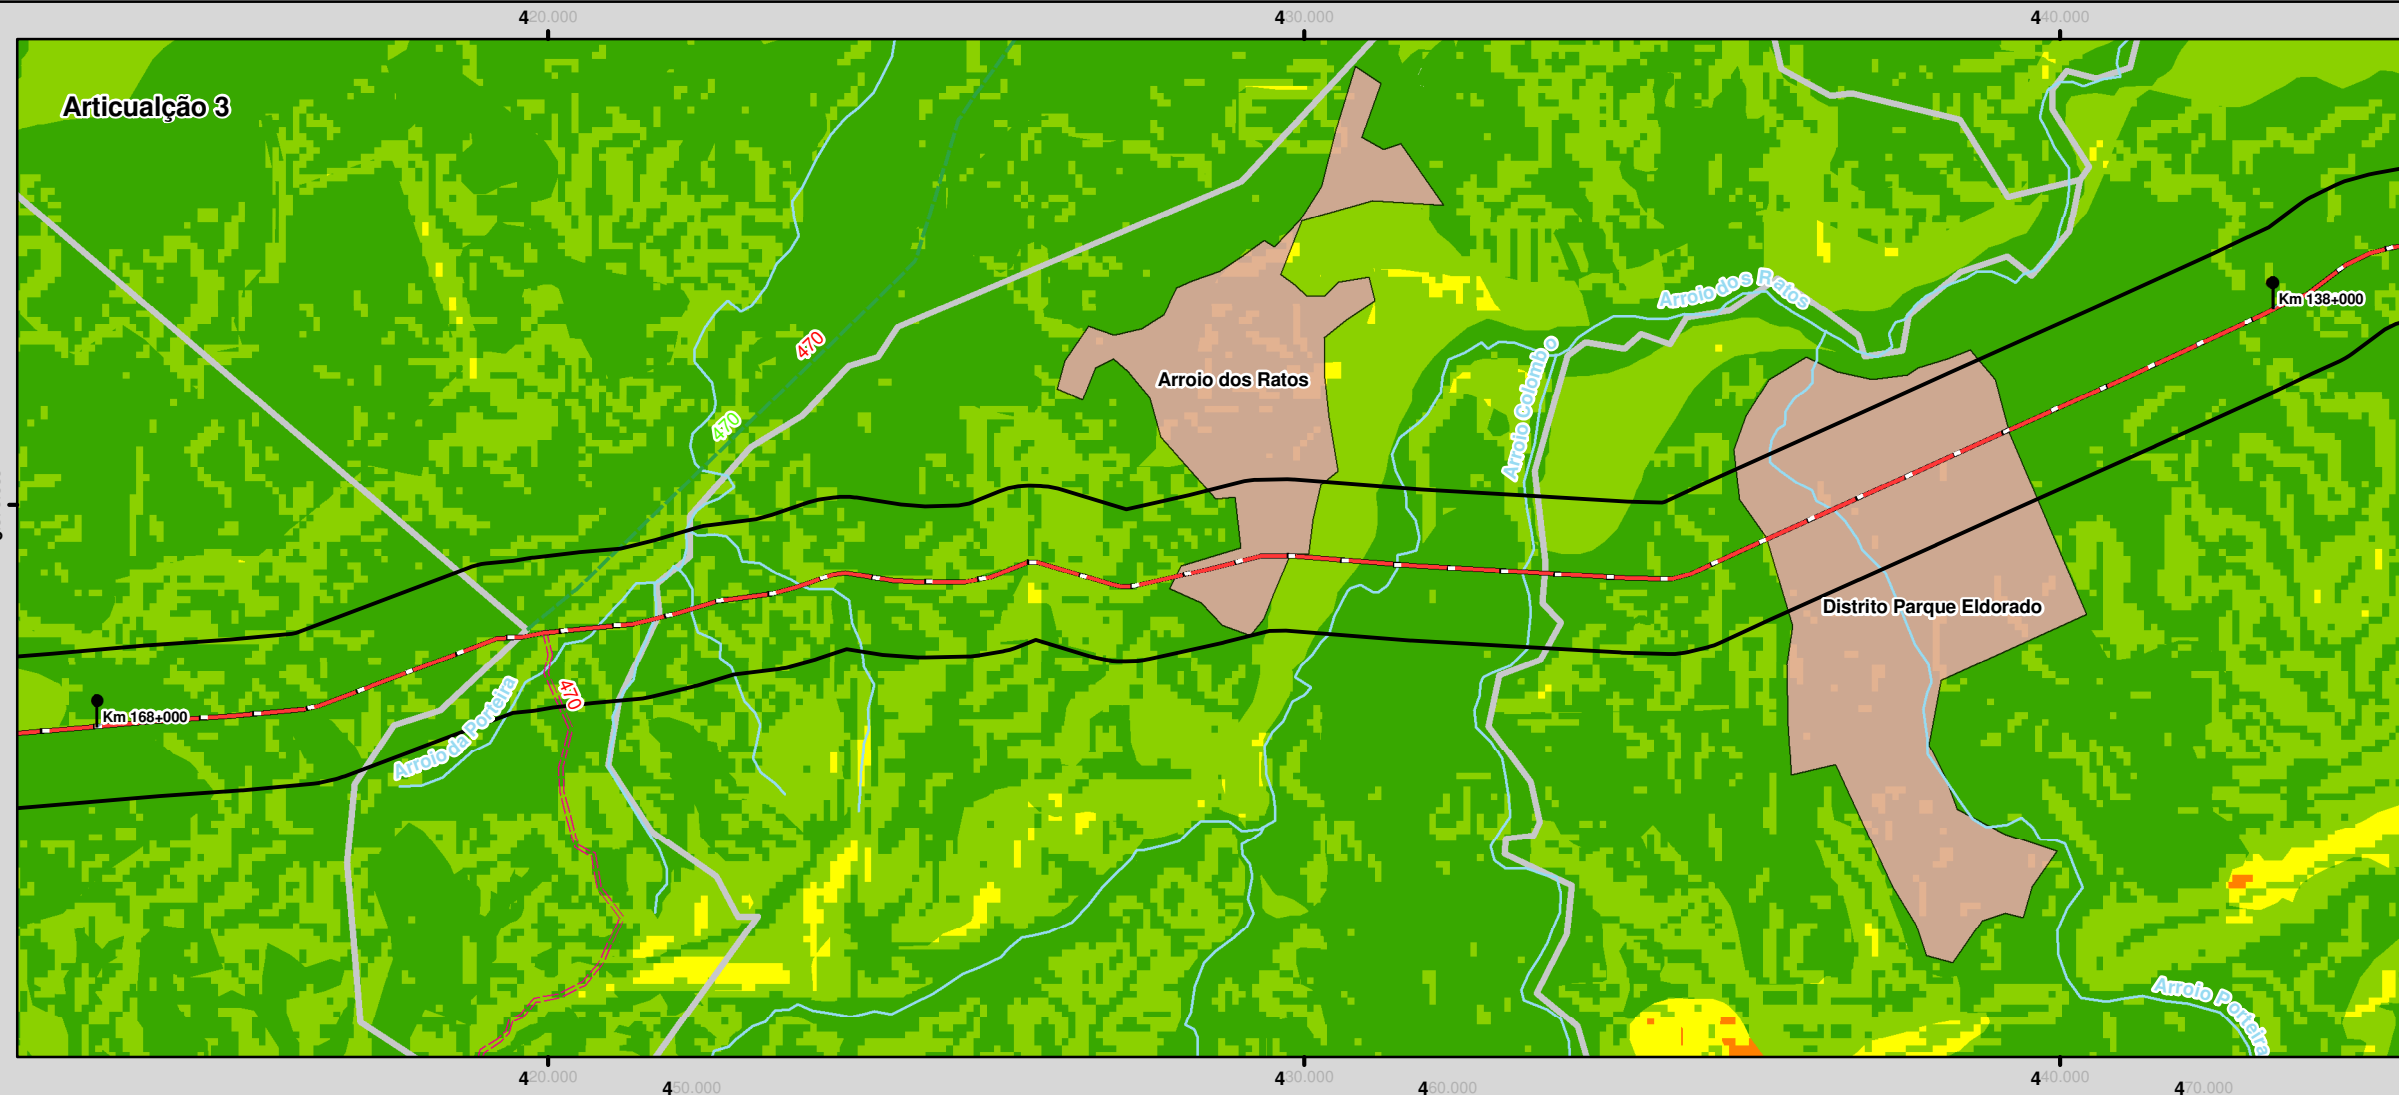 420.000
430.000
440.000
Articualção 3
Arroio dos Ratos
Km 138+000
470
Arroio dos Ratos
Arroio Colombo
470
Distrito Parque Eldorado
470
Arroio da Porteira
Km 168+000
Arroio Porteira
420.000
430.000
440.000
450.000
460.000
470.000